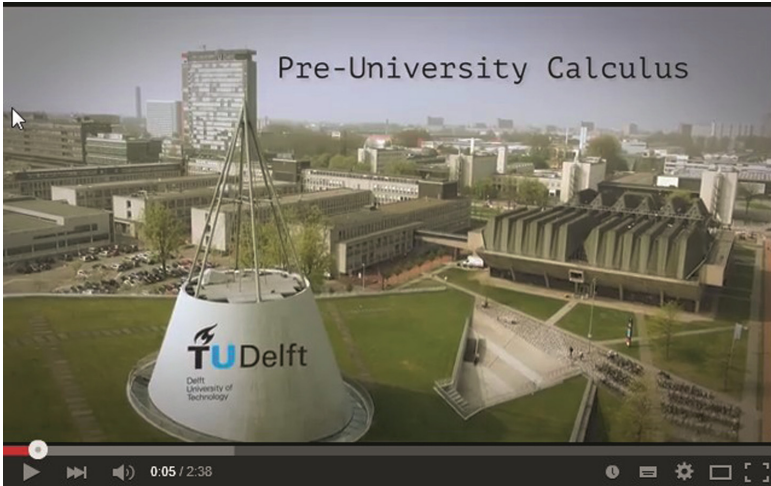 Pre-University Calculus
TUDelft
Delft
University of
Technology
0:05 / 2:38